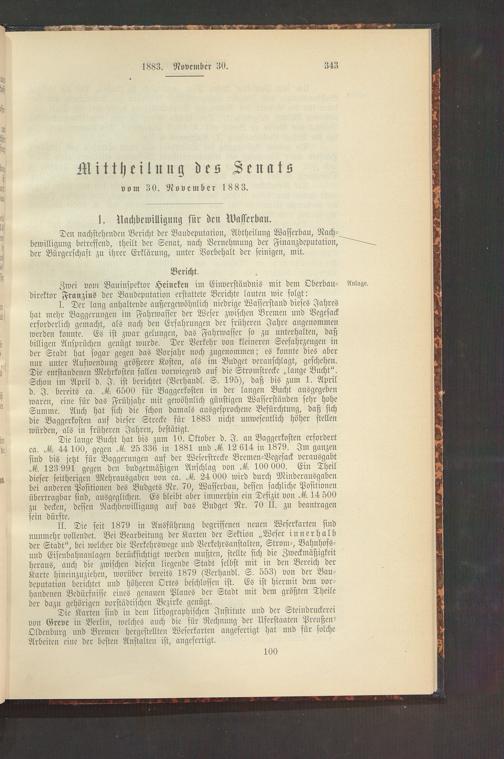 1883. November 30. 343
Mittheilung des Senats
vom 30. November 1883.
1. Nachbewilligung für den Wasserbau.
Den nachstehenden Bericht der Baudeputation, Abtheilung Wasserbau, Nach-
bewilligung betreffend, theilt der Senat, nach Vernehmung der Finanzdeputation,
der Bürgerschaft zu ihrer Erklärung, unter Vorbehalt der seinigen, mit.
Bericht.
Zwei vom Bauinspektor Heineken im Einverständniß mit dem Oberbau- Anlage.
direktor Franzius der Baudeputation erstattete Berichte lauten wie folgt:
I. Der lang anhaltende außergewöhnlich niedrige Wasserstand dieses Jahres
hat mehr Baggerungen im Fahrwasser der Weser zwischen Bremen und Vegesack
erforderlich gemacht, als nach den Erfahrungen der früheren Jahre angenommen
werden konnte. Es ist zwar gelungen, das Fahrwasser so zu unterhalten, daß
billigen Ansprüchen genügt wurde. Der Verkehr von kleineren Seefahrzeugen in
der Stadt hat sogar gegen das Vorjahr noch zugenommen; es konnte dies aber
nur unter Aufwendung größerer Kosten, als im Budget veranschlagt, geschehen.
Die entstandenen Mehrkosten fallen vorwiegend auf die Stromstrecke „lange Bucht“.
Schon im April d. J. ist berichtet (Verhandl. S. 195), daß bis zum 1. April
d. J. bereits ca. ℳ 6500 für Baggerkosten in der langen Bucht ausgegeben
waren, eine für das Frühjahr mit gewöhnlich günstigen Wasserständen sehr hohe
Summe. Auch hat sich die schon damals ausgesprochene Befürchtung, daß sich
die Baggerkosten auf dieser Strecke für 1883 nicht unwesentlich höher stellen
würden, als in früheren Jahren, bestätigt.
Die lange Bucht hat bis zum 10. Oktober d. J. an Baggerkosten erfordert
ca. ℳ 44 100, gegen ℳ 25 336 in 1881 und ℳ 12 614 in 1879. Im ganzen
sind bis jetzt für Baggerungen auf der Weserstrecke Bremen-Vegesack verausgabt
ℳ 123 991 gegen den budgetmäßigen Anschlag von ℳ 100 000. Ein Theil
dieser seitherigen Mehrausgaben von ca. ℳ 24 000 wird durch Minderausgaben
bei anderen Positionen des Budgets Nr. 70, Wasserbau, dessen sachliche Positionen
übertragbar sind, ausgeglichen. Es bleibt aber immerhin ein Defizit von ℳ 14 500
zu decken, dessen Nachbewilligung auf das Budget Nr. 70 II. zu beantragen
sein dürfte.
II. Die seit 1879 in Ausführung begriffenen neuen Weserkarten sind
nunmehr vollendet. Bei Bearbeitung der Karten der Sektion „Weser innerhalb
der Stadt“, bei welcher die Verkehrswege und Verkehrsanstalten, Strom-, Bahnhofs-
und Eisenbahnanlagen berücksichtigt werden mußten, stellte sich die Zweckmäßigkeit
heraus, auch die zwischen diesen liegende Stadt selbst mit in den Bereich der
Karte hineinzuziehen, worüber bereits 1879 (Verhandl. S. 553) von der Bau-
deputation berichtet und höheren Orts beschlossen ist. Es ist hiermit dem vor-
handenen Bedürfnisse eines genauen Planes der Stadt mit dem größten Theile
der dazu gehörigen vorstädtischen Bezirke genügt.
Die Karten sind in dem lithographischen Institute und der Steindruckerei
von Greve in Berlin, welches auch die für Rechnung der Uferstaaten Preußen-
Oldenburg und Bremen hergestellten Weserkarten angefertigt hat und für solche
Arbeiten eine der besten Anstalten ist, angefertigt.
100